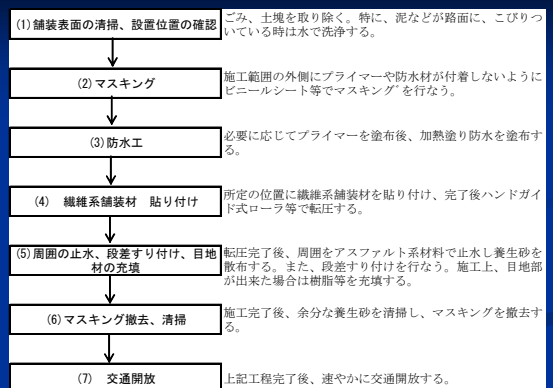 (1)舗装表面の清掃、設置位置の確認
ごみ、土塊を取り除く。特に、泥などが路面に、こびりつ
いている時は水で洗浄する。
(2)マスキング
施工範囲の外側にプライマーや防水材が付着しないように
ビニールシート等でマスキング゛を行なう。
(3)防水工
必要に応じてプライマーを塗布後、加熱塗り防水を塗布す
る。
(4) 繊維系舗装材 貼り付け
所定の位置に繊維系舗装材を貼り付け、完了後ハンドガイ
ド式ローラ等で転圧する。
(5)周囲の止水、段差すり付け、目地
材の充填
転圧完了後、周囲をアスファルト系材料で止水し養生砂を
散布する。また、段差すり付けを行なう。施工上、目地部
が出来た場合は樹脂等を充填する。
(6)マスキング撤去、清掃
施工完了後、余分な養生砂を清掃し、マスキングを撤去す
る。
(7) 交通開放
上記工程完了後、速やかに交通開放する。